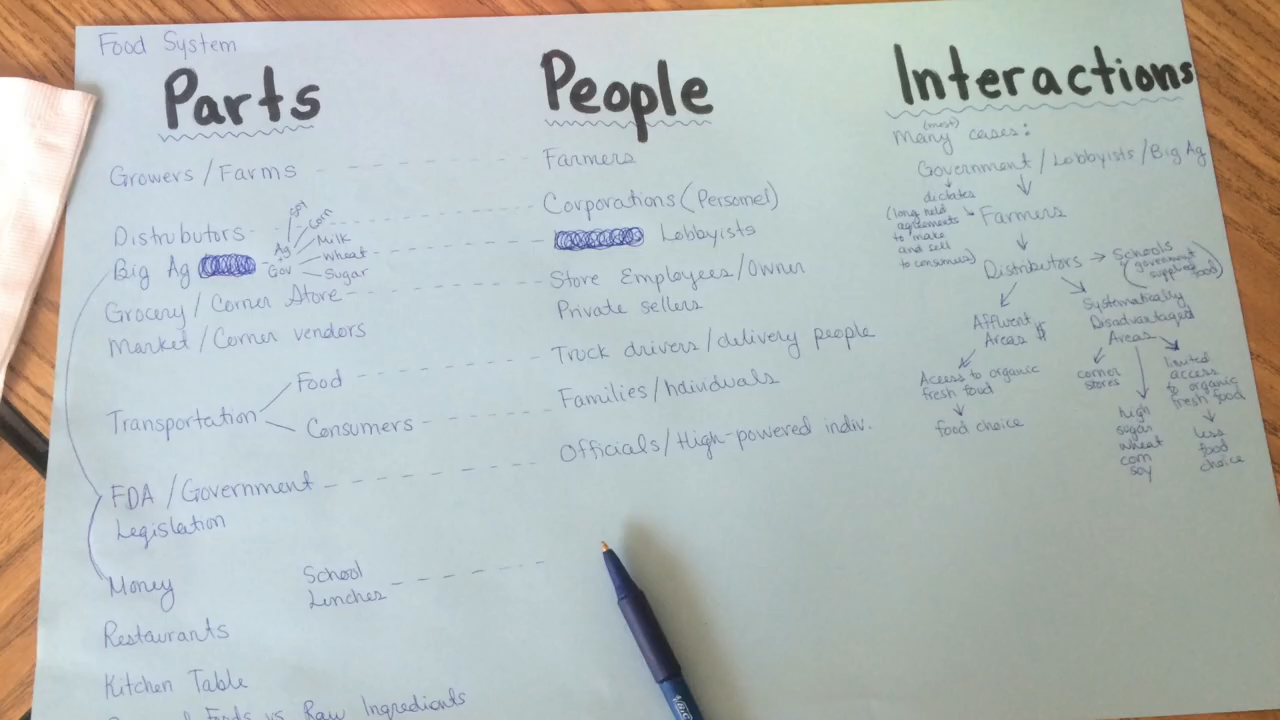 Food System
Parts
Growers / Farms
Distrubutors
Big Ag
Ag
Gov
Soy
Corn
Milk
wheat
Sugar
Grocery / Corner Store
Market / Corner vendors
Transportation
Food
Consumers
FDA / Government
Legislation
Money
School
Lunches
Restaurants
Kitchen Table
Foods vs Raw Ingredients
People
Farmers
Corporations (Personel)
Lobbyists
Store Employees / Owner
Private sellers
Truck drivers / delivery people
Families / Individuals
Officials / High-powered indiv.
Interactions
(most)
Many cases:
Government / Lobbyists / Big Ag
dictates
(long held
agreements
to make
and sell
to consumers)
Farmers
Distributors
Schools
(government
supplied
food)
Affluent
Areas $
Access to organic
fresh food
food choice
Systematically
Disadvantaged
Areas
corner
stores
high
sugar
wheat
corn
soy
limited
access
to organic
fresh food
less
food
choice
BIC